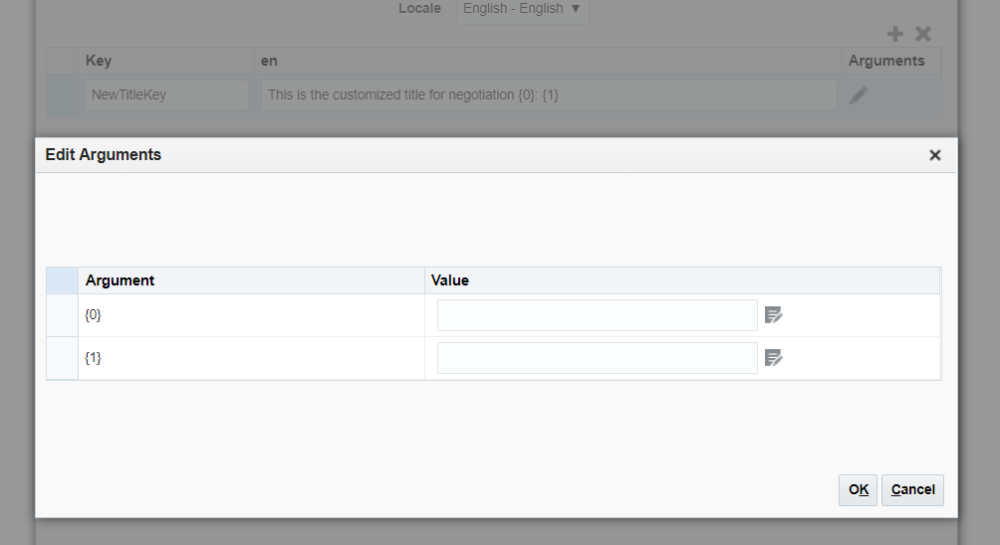 Locale English - English
Key en Arguments
NewTitleKey This is the customized title for negotiation {0}: {1}
Edit Arguments
Argument Value
{0}
{1}
OK Cancel